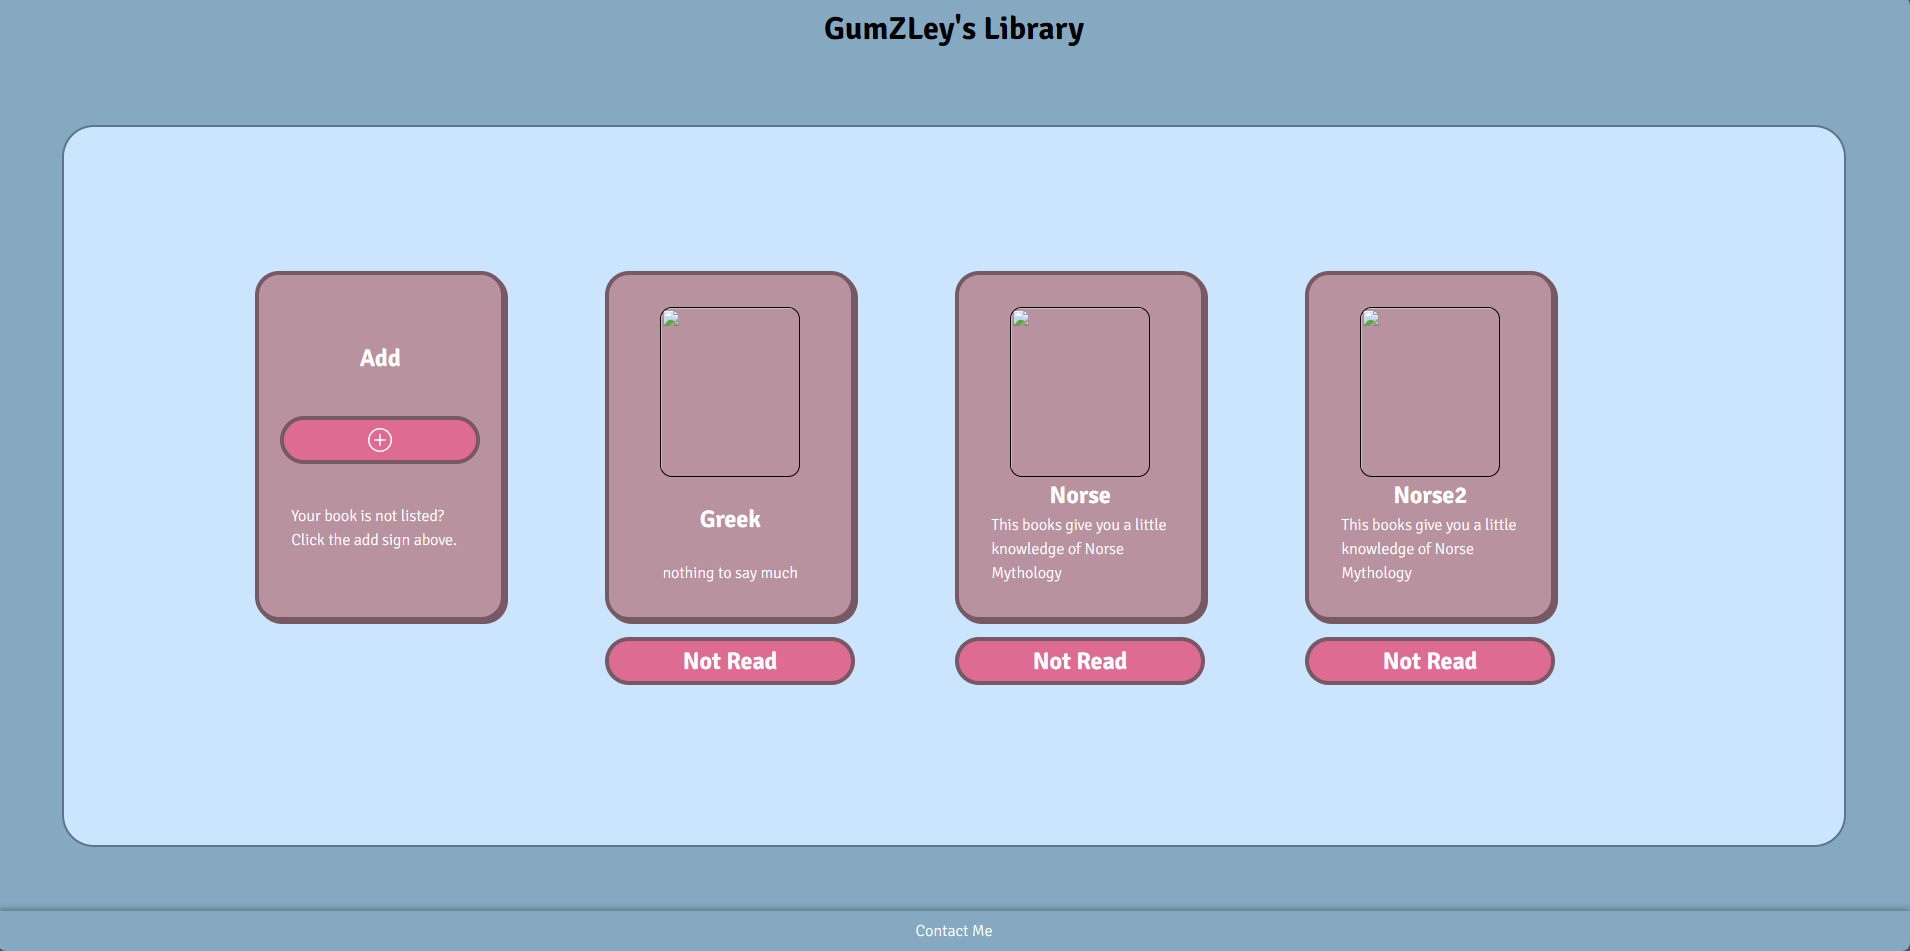 GumZLey's Library
Add
Your book is not listed?
Click the add sign above.
Greek
nothing to say much
Not Read
Norse
This books give you a little
knowledge of Norse
Mythology
Not Read
Norse2
This books give you a little
knowledge of Norse
Mythology
Not Read
Contact Me